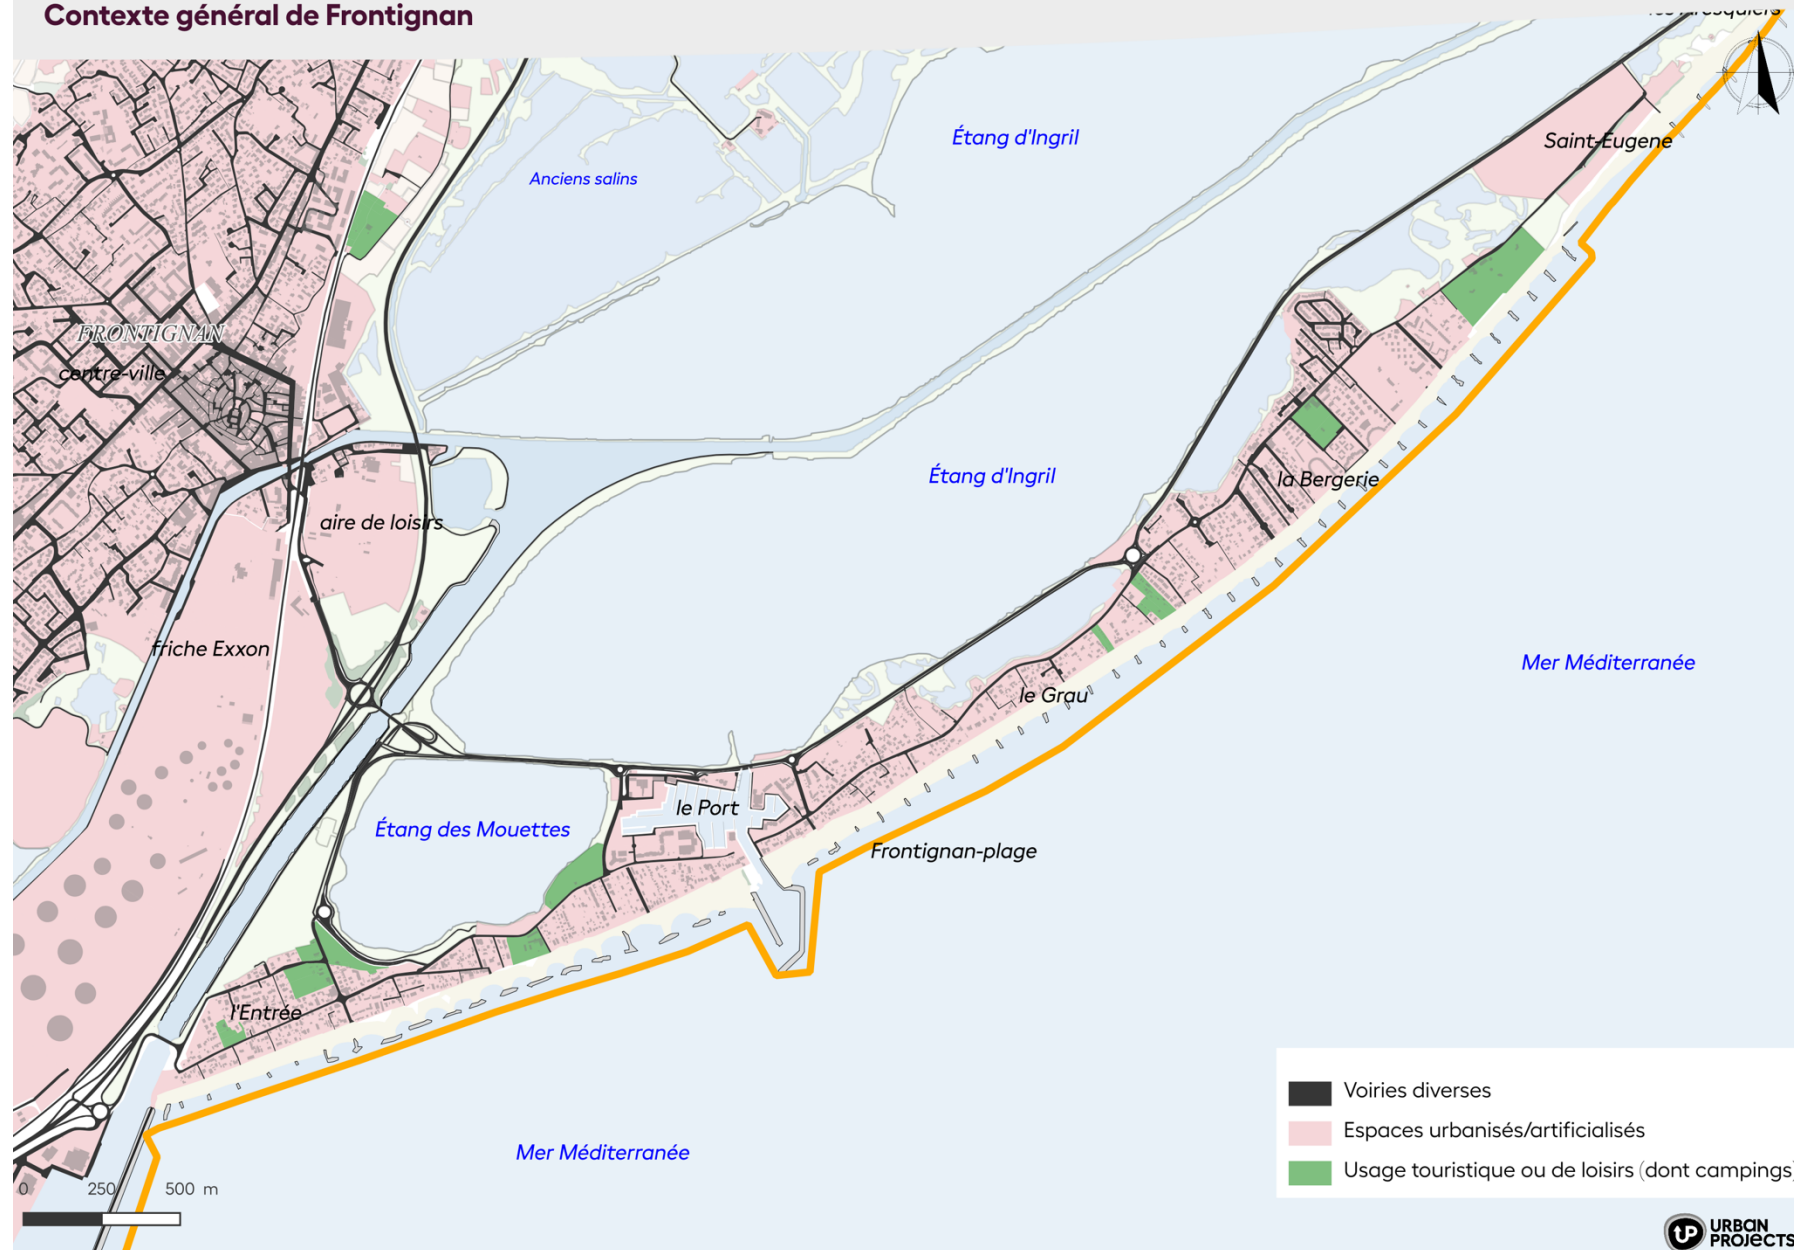 Contexte général de Frontignan
Étang d'Ingril
Saint-Eugene
Anciens salins
FRONTIGNAN
centre-ville
Étang d'Ingril
la Bergerie
aire de loisirs
friche Exxon
Mer Méditerranée
le Grau
le Port
Étang des Mouettes
Frontignan-plage
l'Entrée
Mer Méditerranée
Voiries diverses
Espaces urbanisés/artificialisés
Usage touristique ou de loisirs (dont campings)
0 250 500 m
UP URBAN
PROJECTS